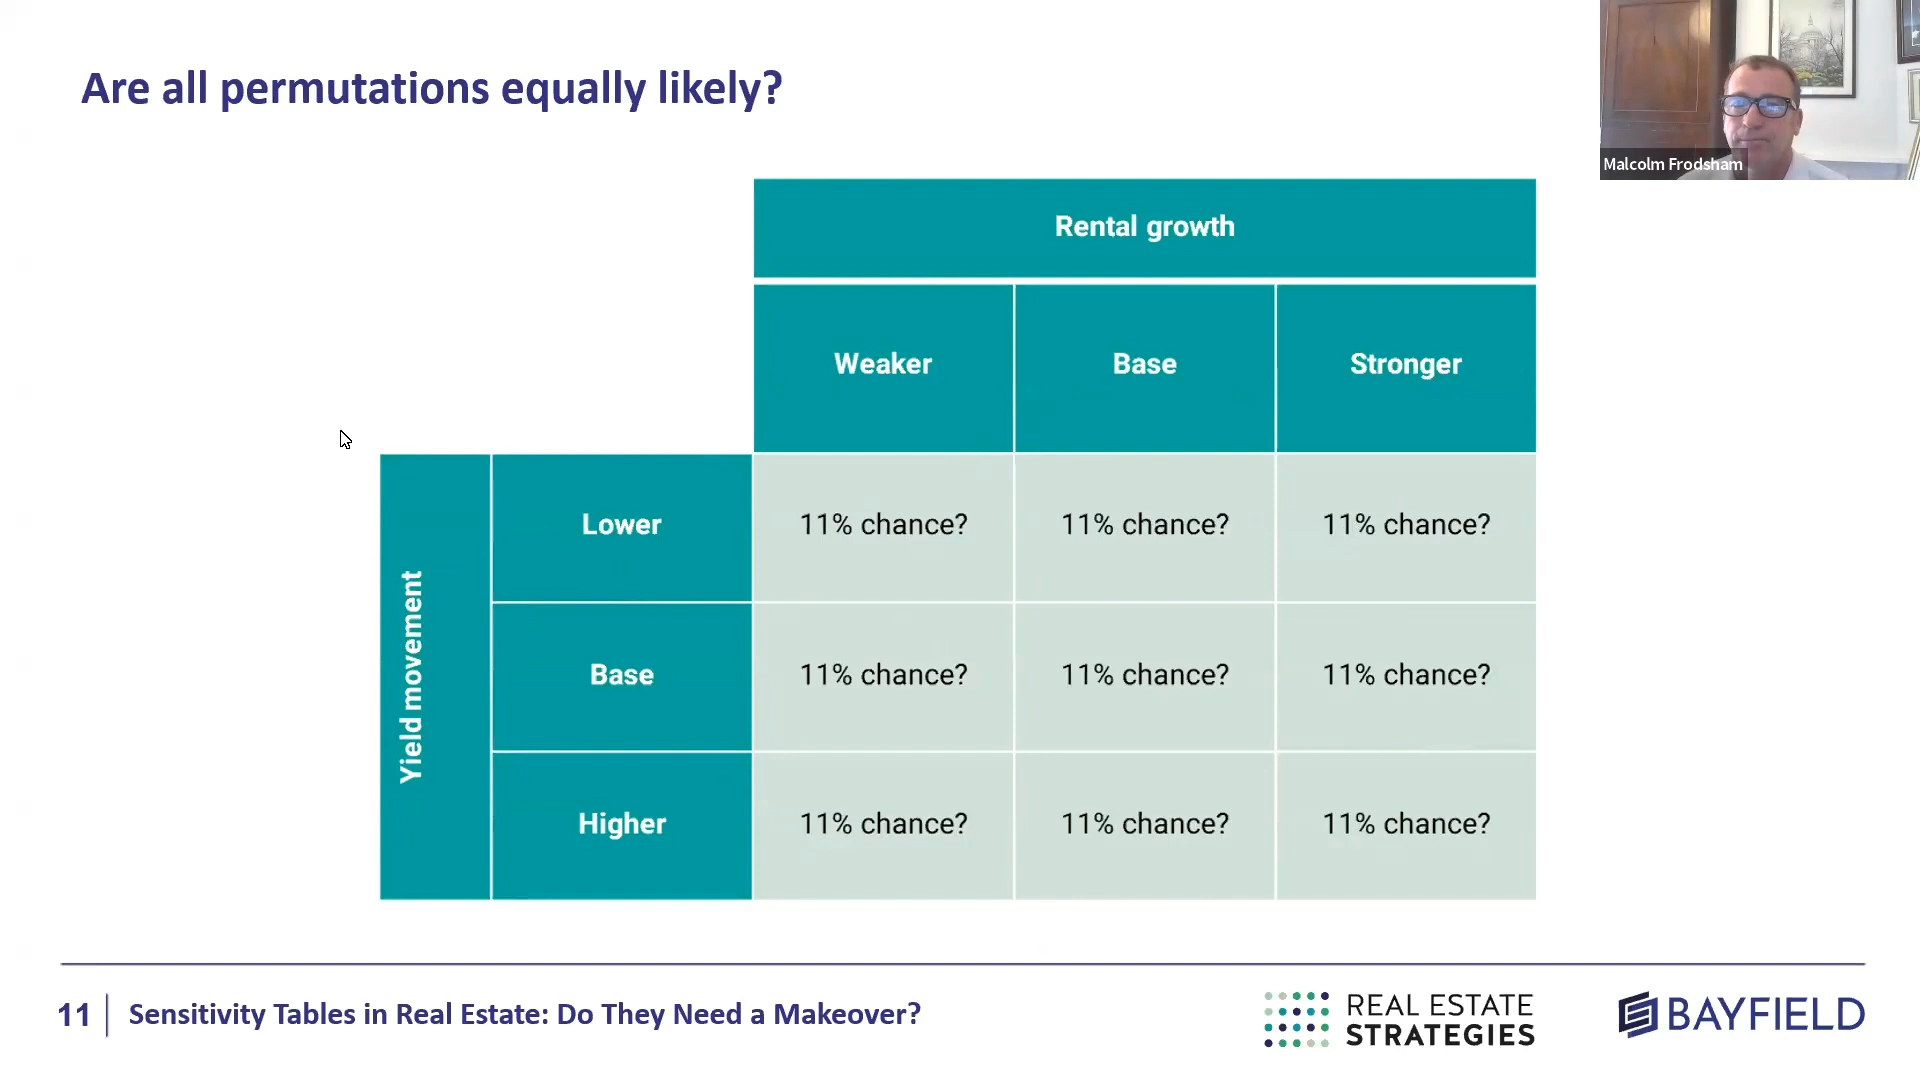 Are all permutations equally likely?
Malcolm Frodsham
Rental growth
Weaker Base Stronger
Yield movement
Lower 11% chance? 11% chance? 11% chance?
Base 11% chance? 11% chance? 11% chance?
Higher 11% chance? 11% chance? 11% chance?
11 Sensitivity Tables in Real Estate: Do They Need a Makeover?
REAL ESTATE
STRATEGIES
BAYFIELD